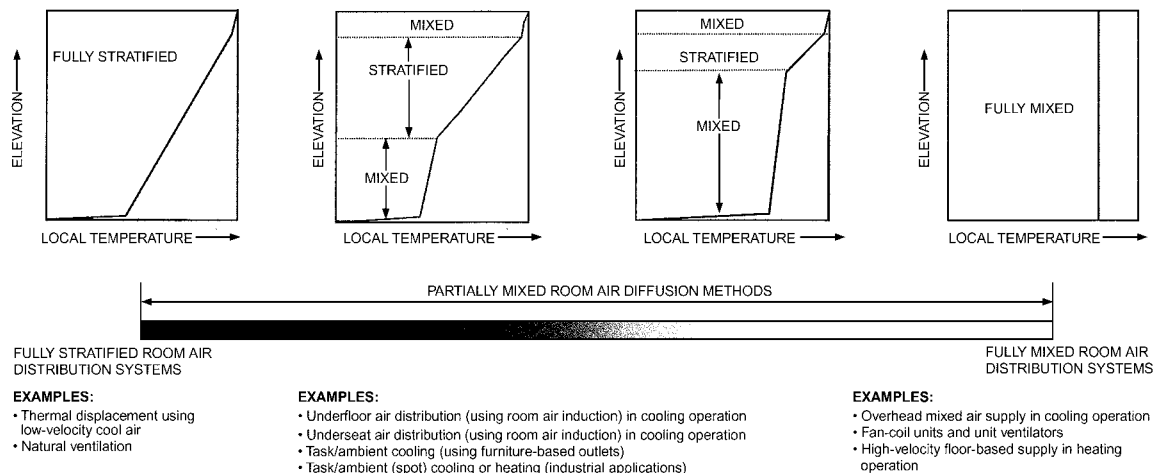 FULLY STRATIFIED
ELEVATION
LOCAL TEMPERATURE
MIXED
STRATIFIED
MIXED
ELEVATION
LOCAL TEMPERATURE
MIXED
STRATIFIED
MIXED
ELEVATION
LOCAL TEMPERATURE
FULLY MIXED
ELEVATION
LOCAL TEMPERATURE
PARTIALLY MIXED ROOM AIR DIFFUSION METHODS
FULLY STRATIFIED ROOM AIR
DISTRIBUTION SYSTEMS
EXAMPLES:
• Thermal displacement using
low-velocity cool air
• Natural ventilation
EXAMPLES:
• Underfloor air distribution (using room air induction) in cooling operation
• Underseat air distribution (using room air induction) in cooling operation
• Task/ambient cooling (using furniture-based outlets)
• Task/ambient (spot) cooling or heating (industrial applications)
FULLY MIXED ROOM AIR
DISTRIBUTION SYSTEMS
EXAMPLES:
• Overhead mixed air supply in cooling operation
• Fan-coil units and unit ventilators
• High-velocity floor-based supply in heating
operation